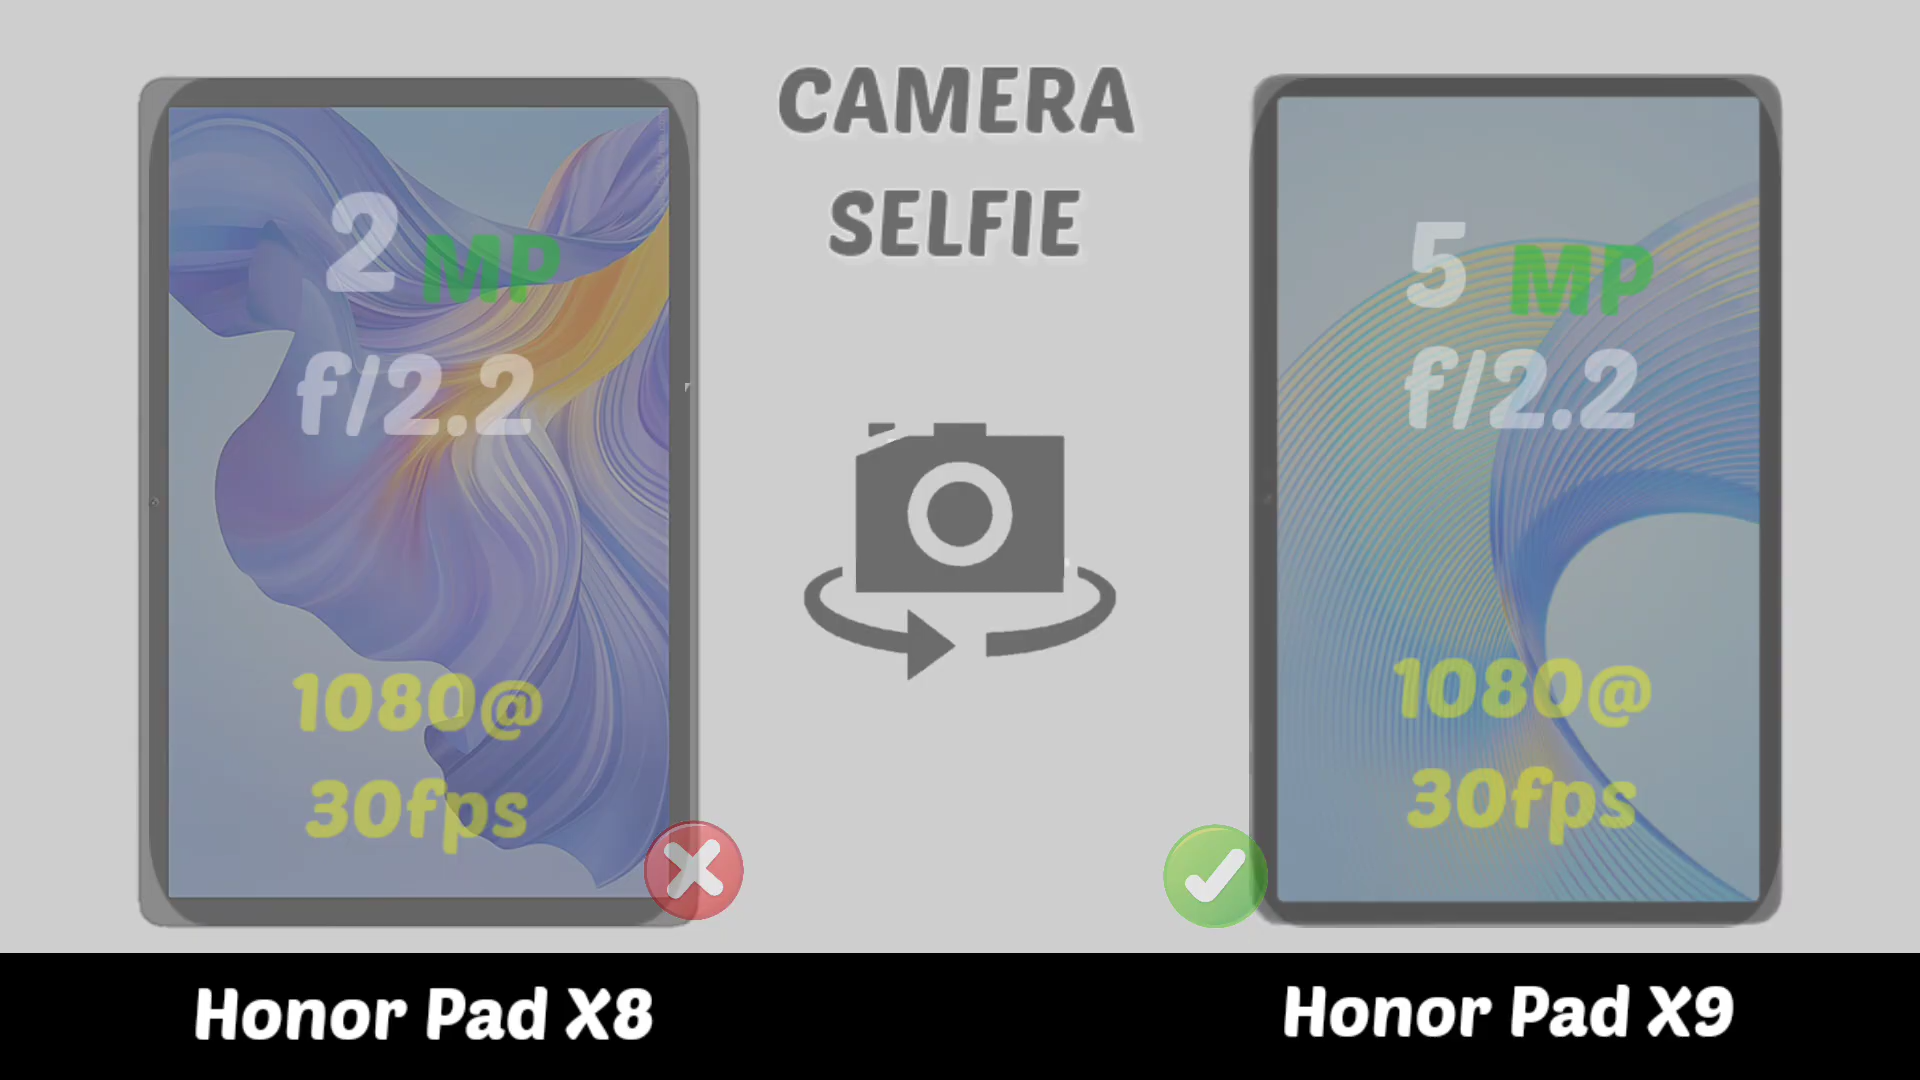 CAMERA
SELFIE
2 MP
f/2.2
1080@
30fps
5 MP
f/2.2
1080@
30fps
Honor Pad X8
Honor Pad X9